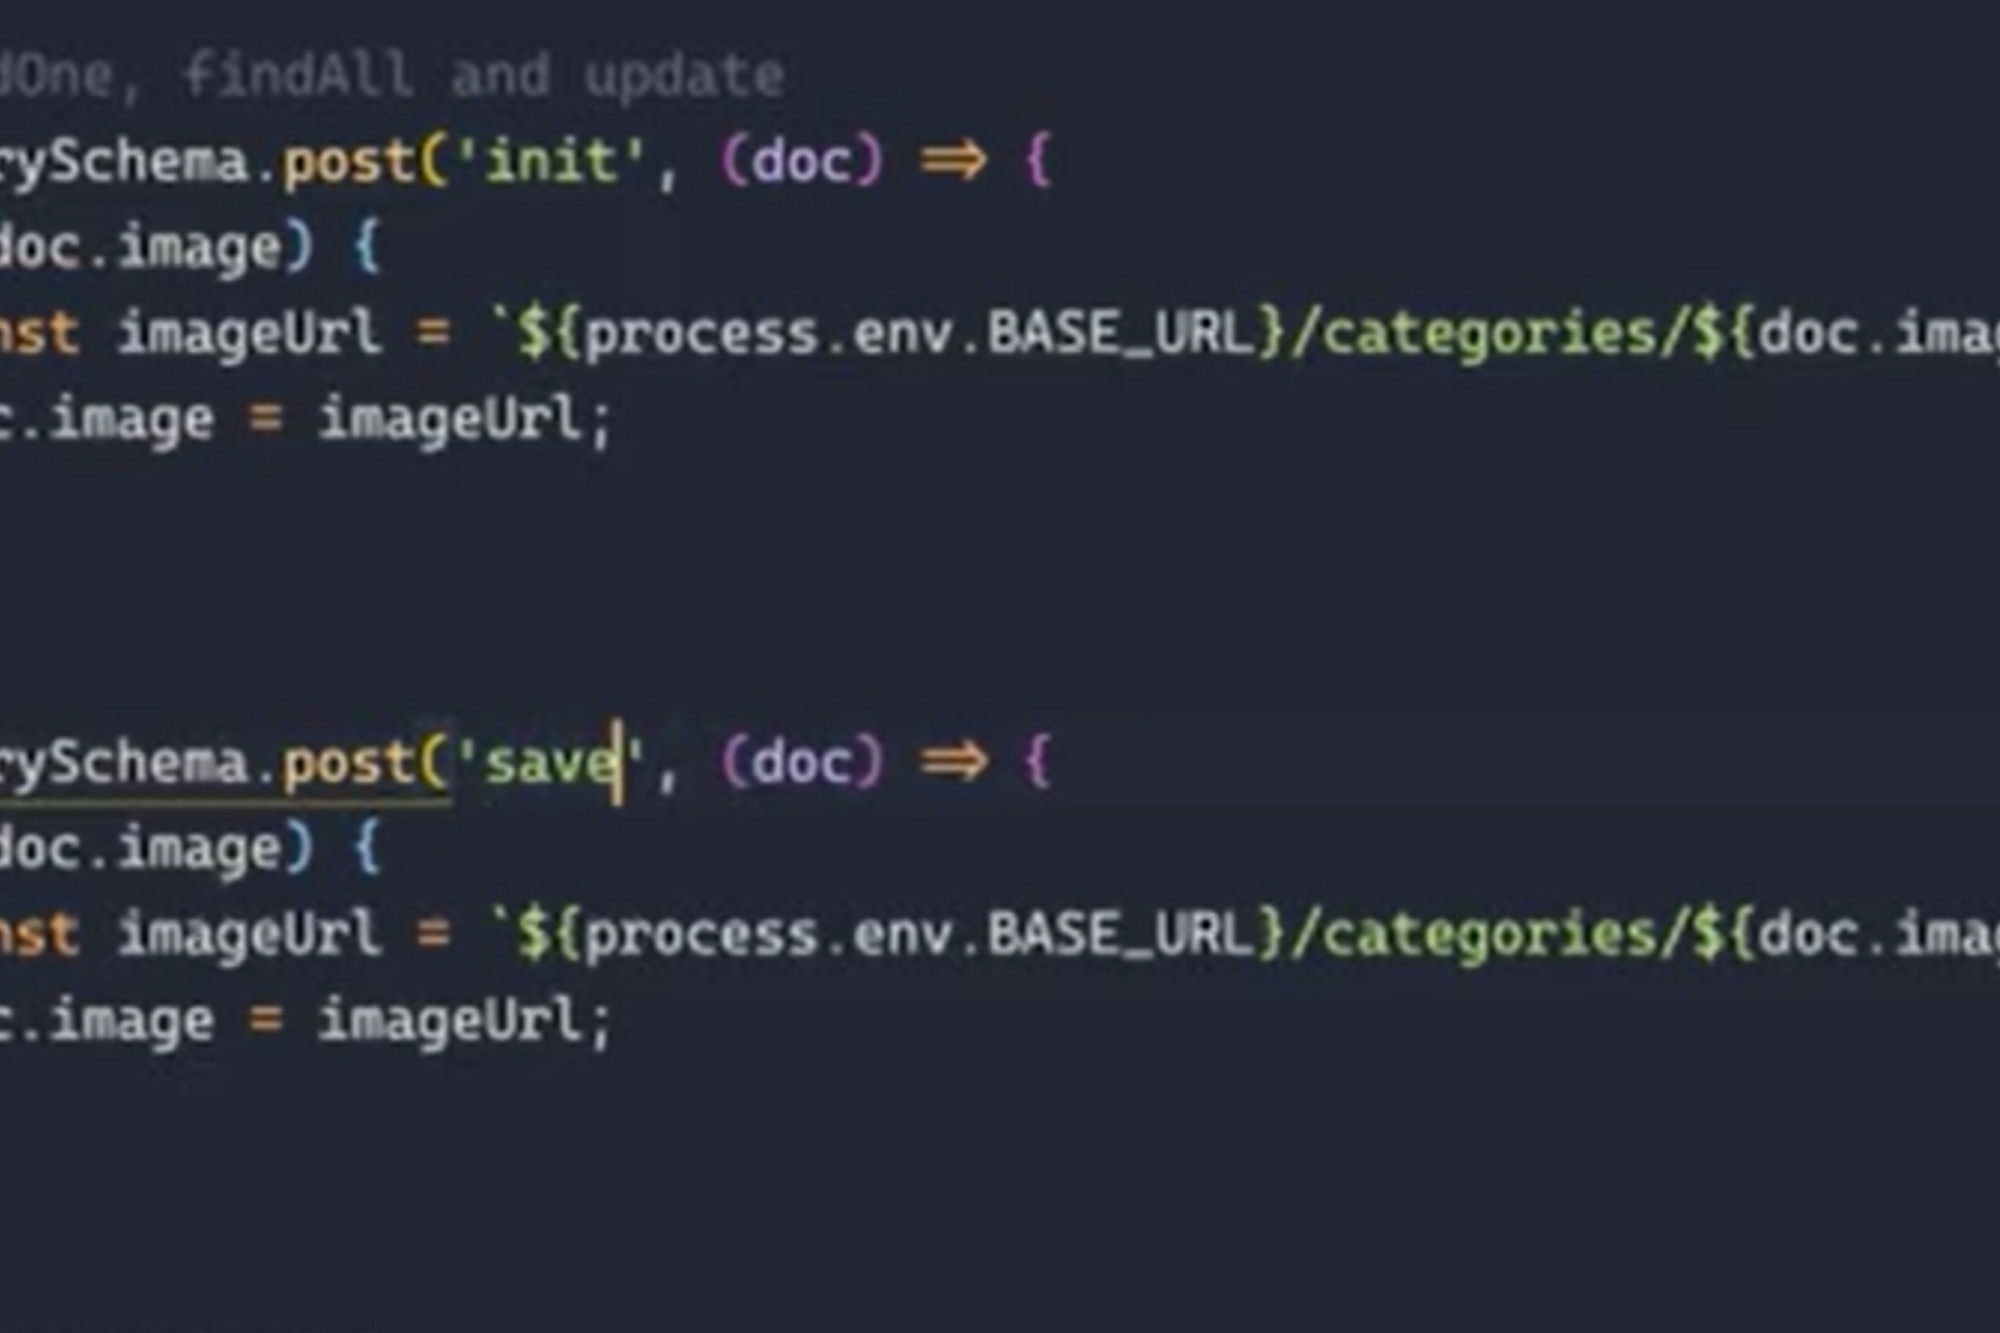 dOne, findAll and update
rySchema.post('init', (doc) => {
doc.image) {
nst imageUrl = `${process.env.BASE_URL}/categories/${doc.imag
c.image = imageUrl;
rySchema.post('save', (doc) => {
doc.image) {
nst imageUrl = `${process.env.BASE_URL}/categories/${doc.imag
c.image = imageUrl;